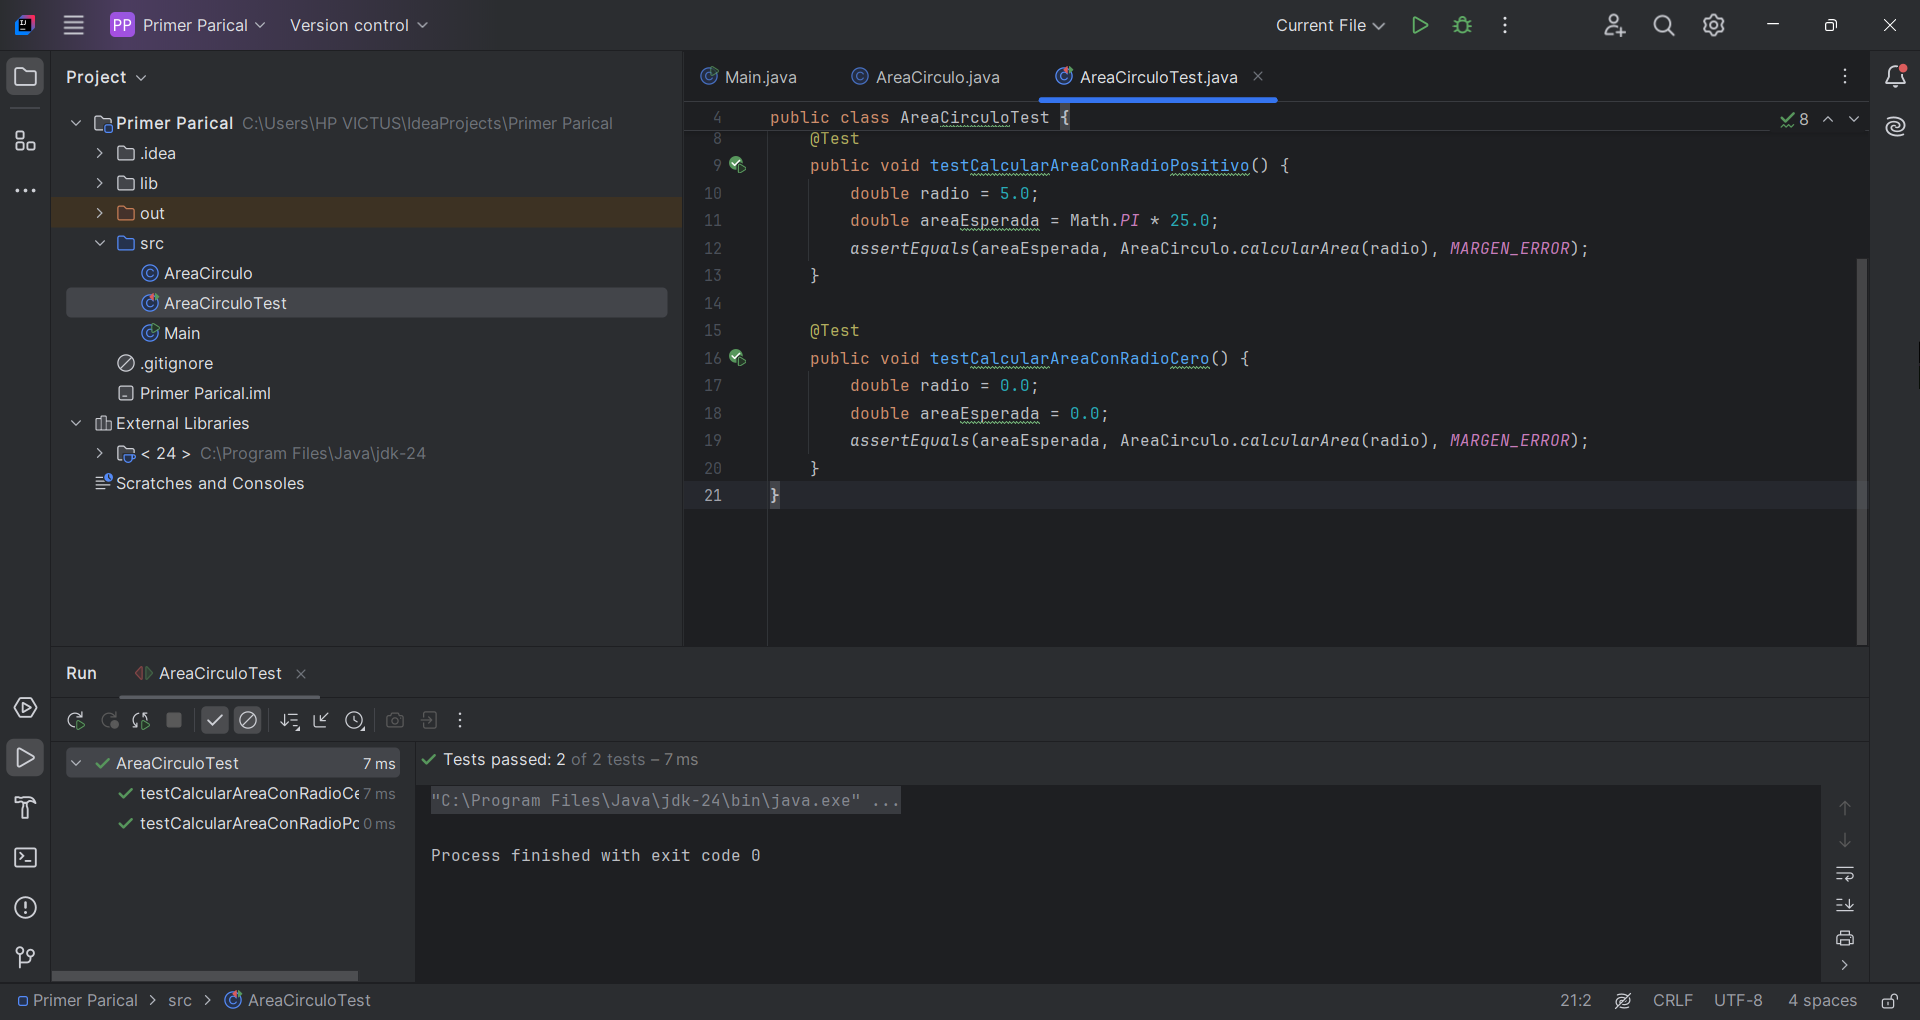 PP Primer Parical Version control Current File
Project
Primer Parical C:\Users\HP VICTUS\IdeaProjects\Primer Parical
.idea
lib
out
src
AreaCirculo
AreaCirculoTest
Main
.gitignore
Primer Parical.iml
External Libraries
< 24 > C:\Program Files\Java\jdk-24
Scratches and Consoles
Main.java AreaCirculo.java AreaCirculoTest.java
4 public class AreaCirculoTest { 8
8 @Test
9 public void testCalcularAreaConRadioPositivo() {
10 double radio = 5.0;
11 double areaEsperada = Math.PI * 25.0;
12 assertEquals(areaEsperada, AreaCirculo.calcularArea(radio), MARGEN_ERROR);
13 }
14
15 @Test
16 public void testCalcularAreaConRadioCero() {
17 double radio = 0.0;
18 double areaEsperada = 0.0;
19 assertEquals(areaEsperada, AreaCirculo.calcularArea(radio), MARGEN_ERROR);
20 }
21 }
Run AreaCirculoTest
AreaCirculoTest 7 ms
testCalcularAreaConRadioCe 7 ms
testCalcularAreaConRadioPo 0 ms
Tests passed: 2 of 2 tests – 7 ms
"C:\Program Files\Java\jdk-24\bin\java.exe" ...
Process finished with exit code 0
Primer Parical > src > AreaCirculoTest 21:2 CRLF UTF-8 4 spaces